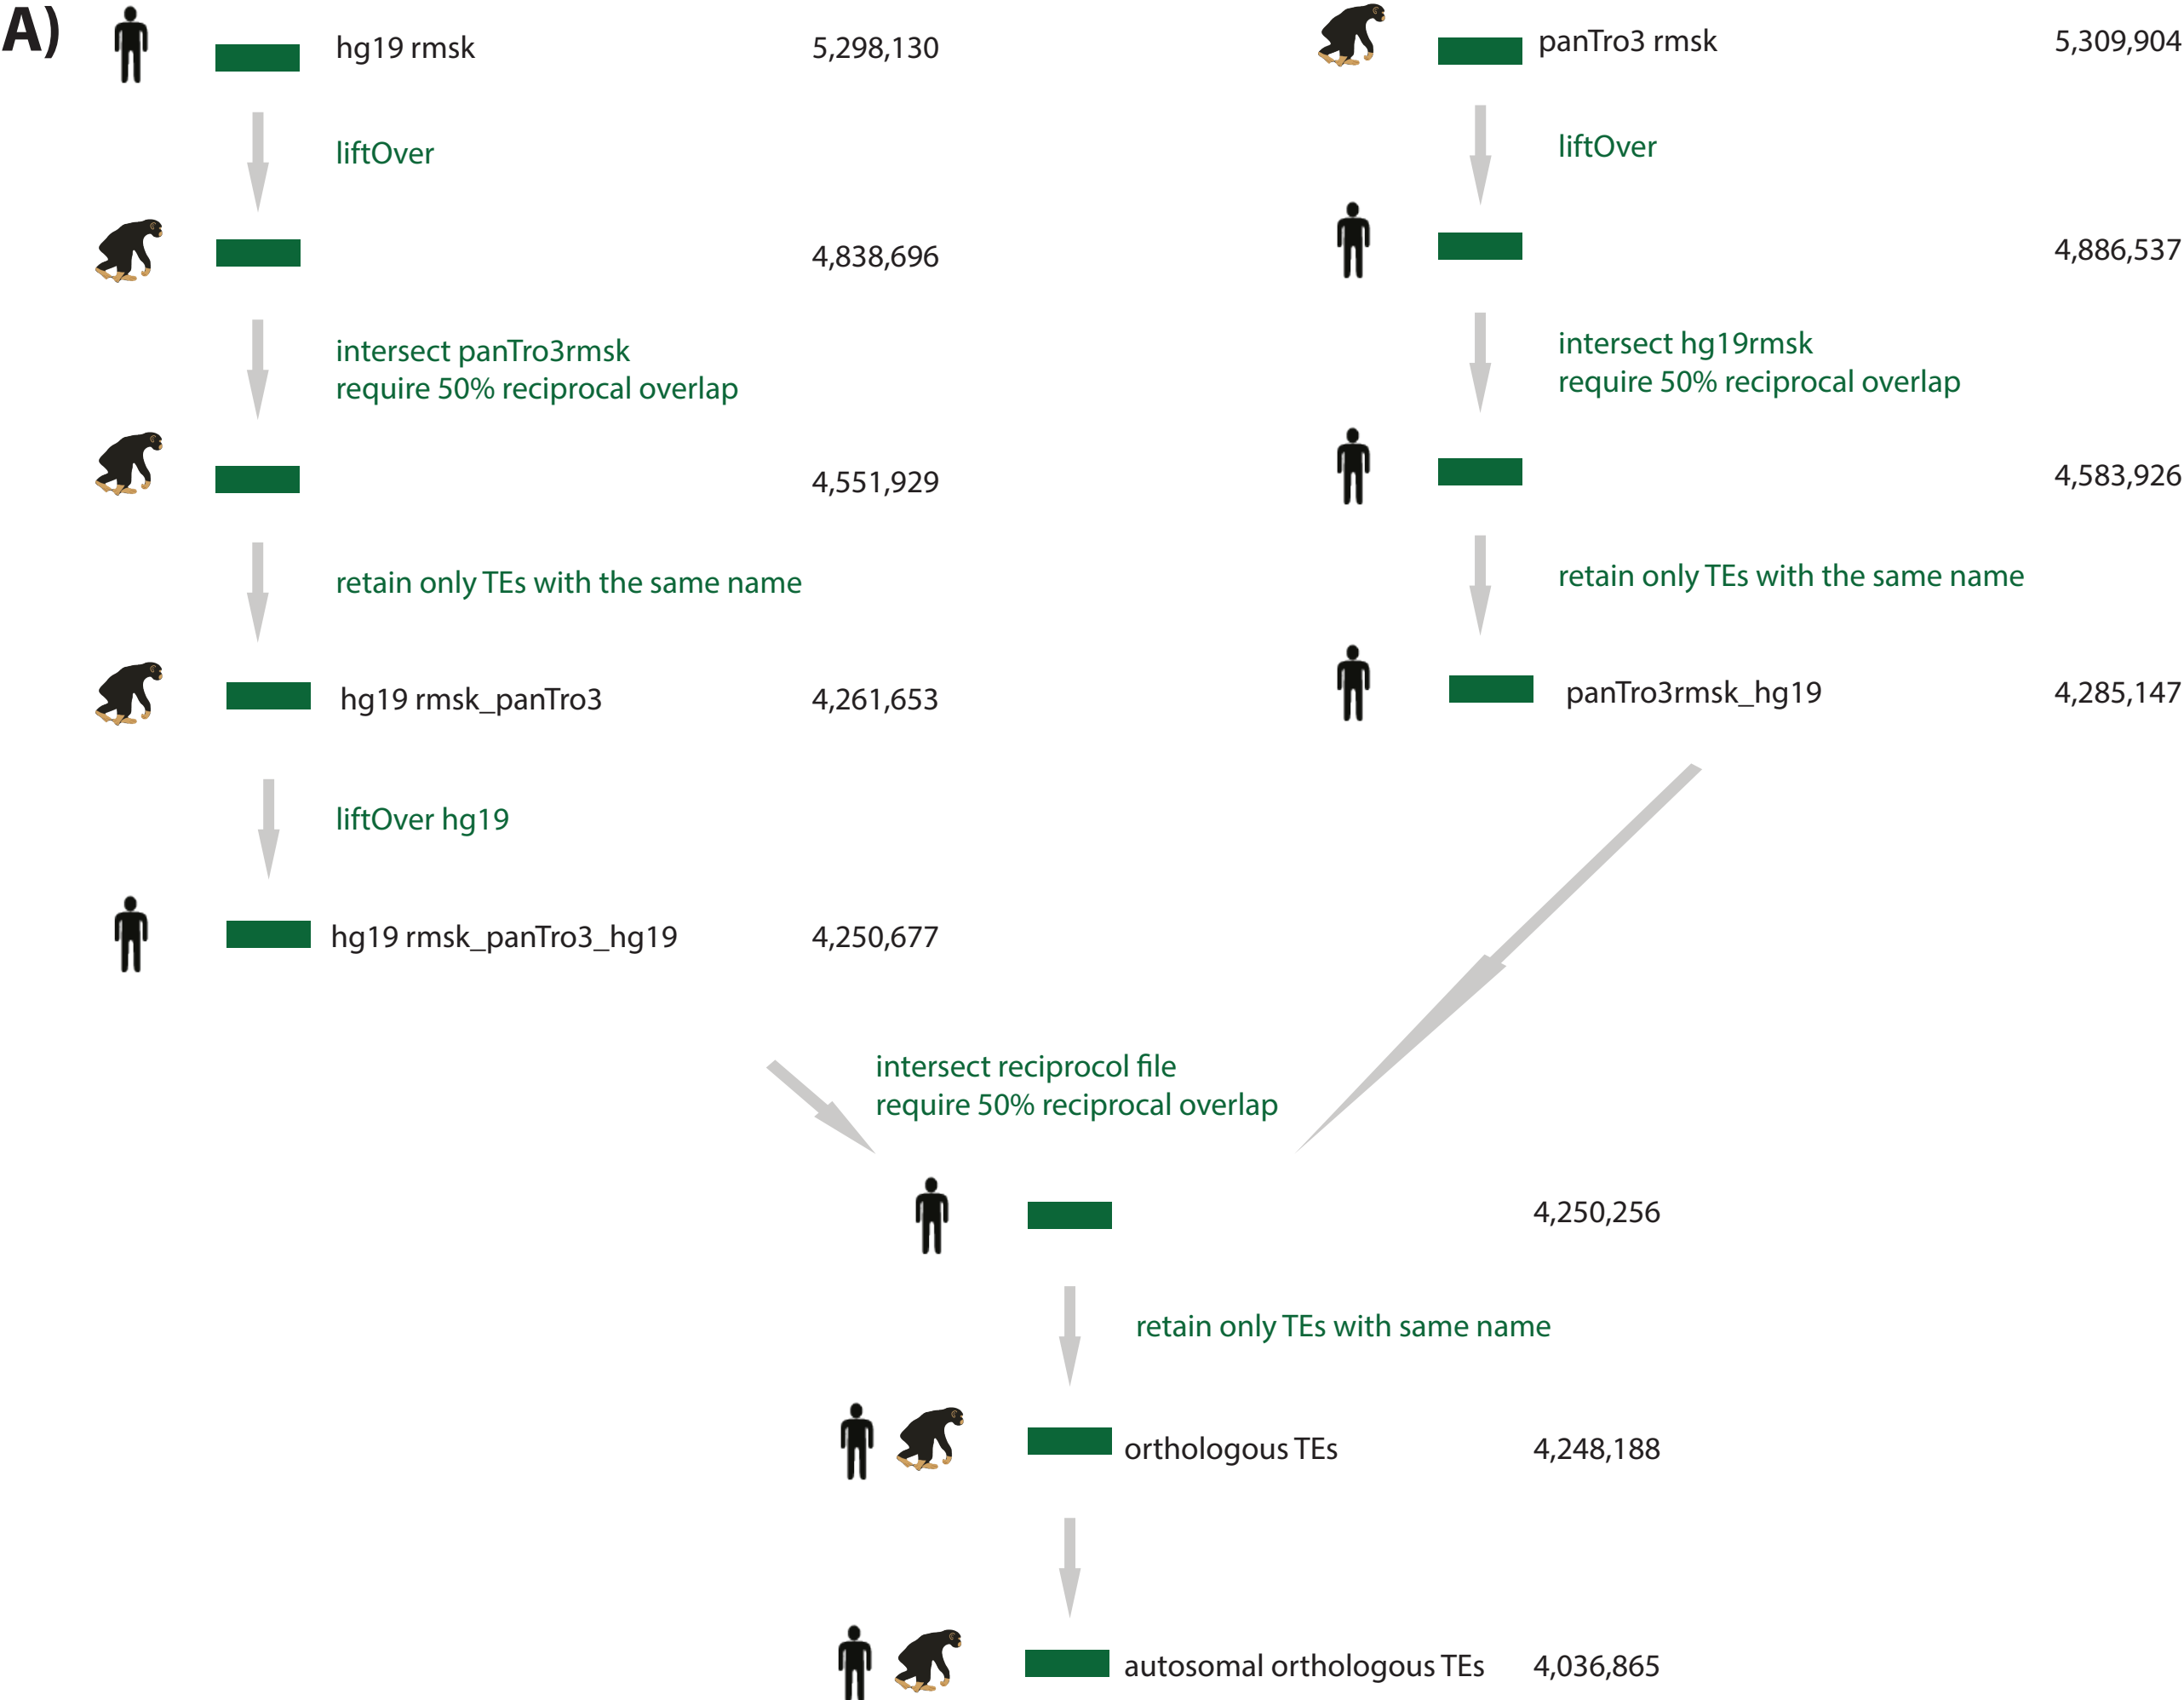 A)
hg19 rmsk 5,298,130
liftOver
4,838,696
intersect panTro3rmsk
require 50% reciprocal overlap
4,551,929
retain only TEs with the same name
hg19 rmsk_panTro3 4,261,653
liftOver hg19
hg19 rmsk_panTro3_hg19 4,250,677
panTro3 rmsk 5,309,904
liftOver
4,886,537
intersect hg19rmsk
require 50% reciprocal overlap
4,583,926
retain only TEs with the same name
panTro3rmsk_hg19 4,285,147
intersect reciprocol file
require 50% reciprocal overlap
4,250,256
retain only TEs with same name
orthologous TEs 4,248,188
autosomal orthologous TEs 4,036,865